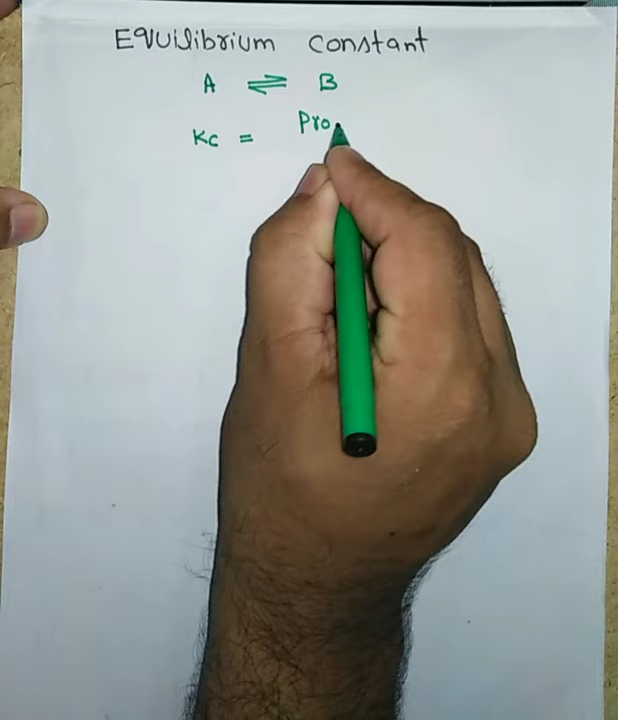 Equilibrium constant
A ⇌ B
Kc = Pro